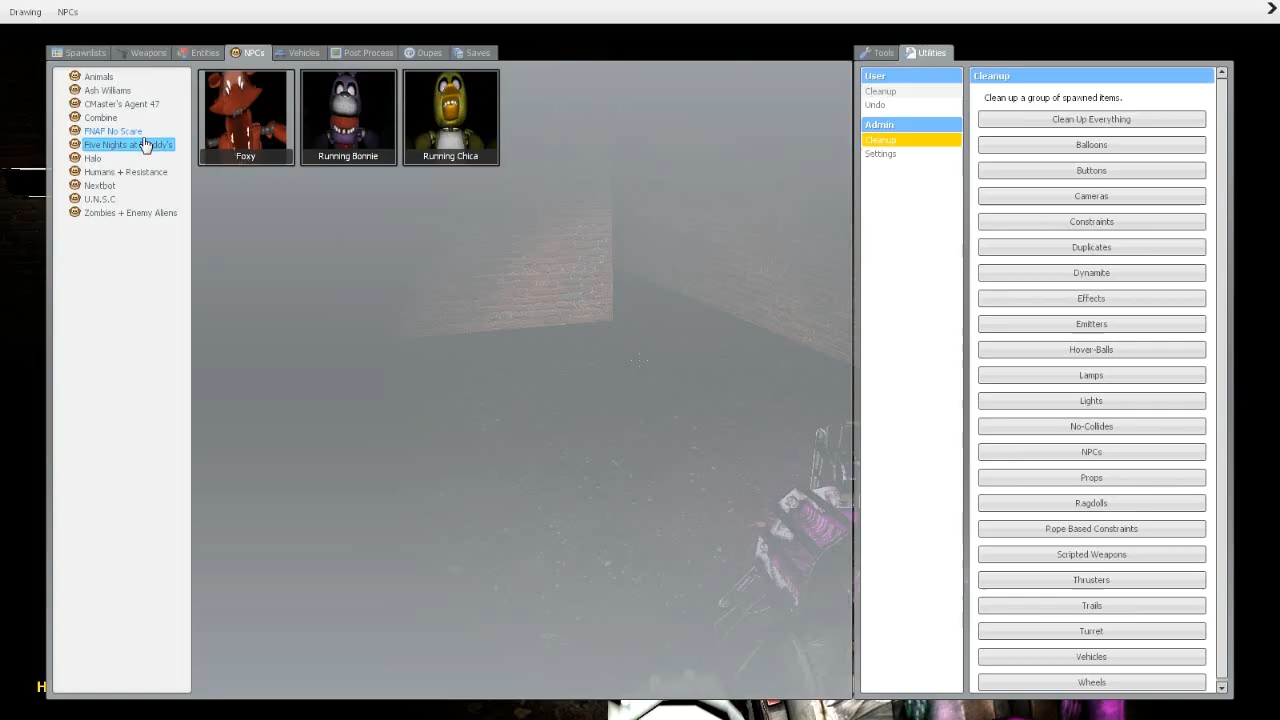 Drawing NPCs
Spawnlists Weapons Entities NPCs Vehicles Post Process Dupes Saves
Animals
Ash Williams
CMaster's Agent 47
Combine
FNAF No Scare
Five Nights at
Halo
Humans + Resistance
Nextbot
U.N.S.C
Zombies + Enemy Aliens
Foxy
Running Bonnie
Running Chica
Tools Utilities
User
Cleanup
Undo
Admin
Cleanup
Settings
Cleanup
Clean up a group of spawned items.
Clean Up Everything
Balloons
Buttons
Cameras
Constraints
Duplicates
Dynamite
Effects
Emitters
Hover-Balls
Lamps
Lights
No-Collides
NPCs
Props
Ragdolls
Rope Based Constraints
Scripted Weapons
Thrusters
Trails
Turret
Vehicles
Wheels
H